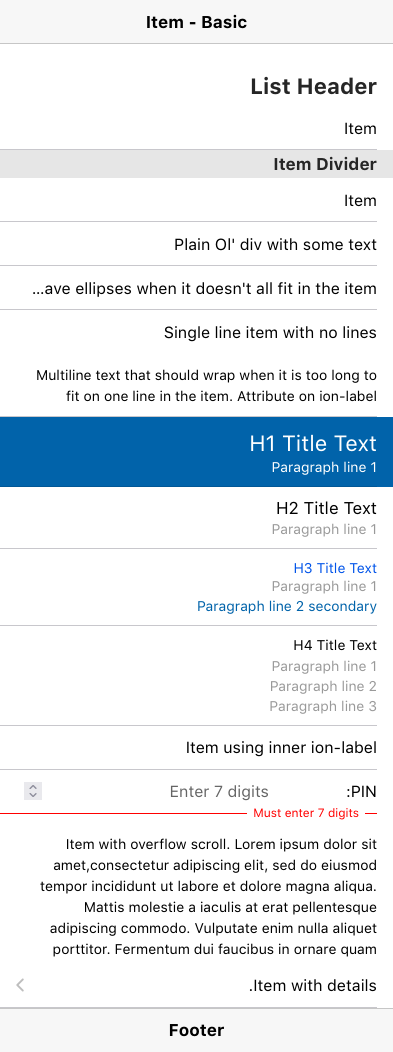 Item - Basic
List Header
Item
Item Divider
Item
Plain Ol' div with some text
...ave ellipses when it doesn't all fit in the item
Single line item with no lines
Multiline text that should wrap when it is too long to
fit on one line in the item. Attribute on ion-label
H1 Title Text
Paragraph line 1
H2 Title Text
Paragraph line 1
H3 Title Text
Paragraph line 1
Paragraph line 2 secondary
H4 Title Text
Paragraph line 1
Paragraph line 2
Paragraph line 3
Item using inner ion-label
Enter 7 digits :PIN
Must enter 7 digits
Item with overflow scroll. Lorem ipsum dolor sit
amet,consectetur adipiscing elit, sed do eiusmod
tempor incididunt ut labore et dolore magna aliqua.
Mattis molestie a iaculis at erat pellentesque
adipiscing commodo. Vulputate enim nulla aliquet
porttitor. Fermentum dui faucibus in ornare quam
.Item with details
Footer